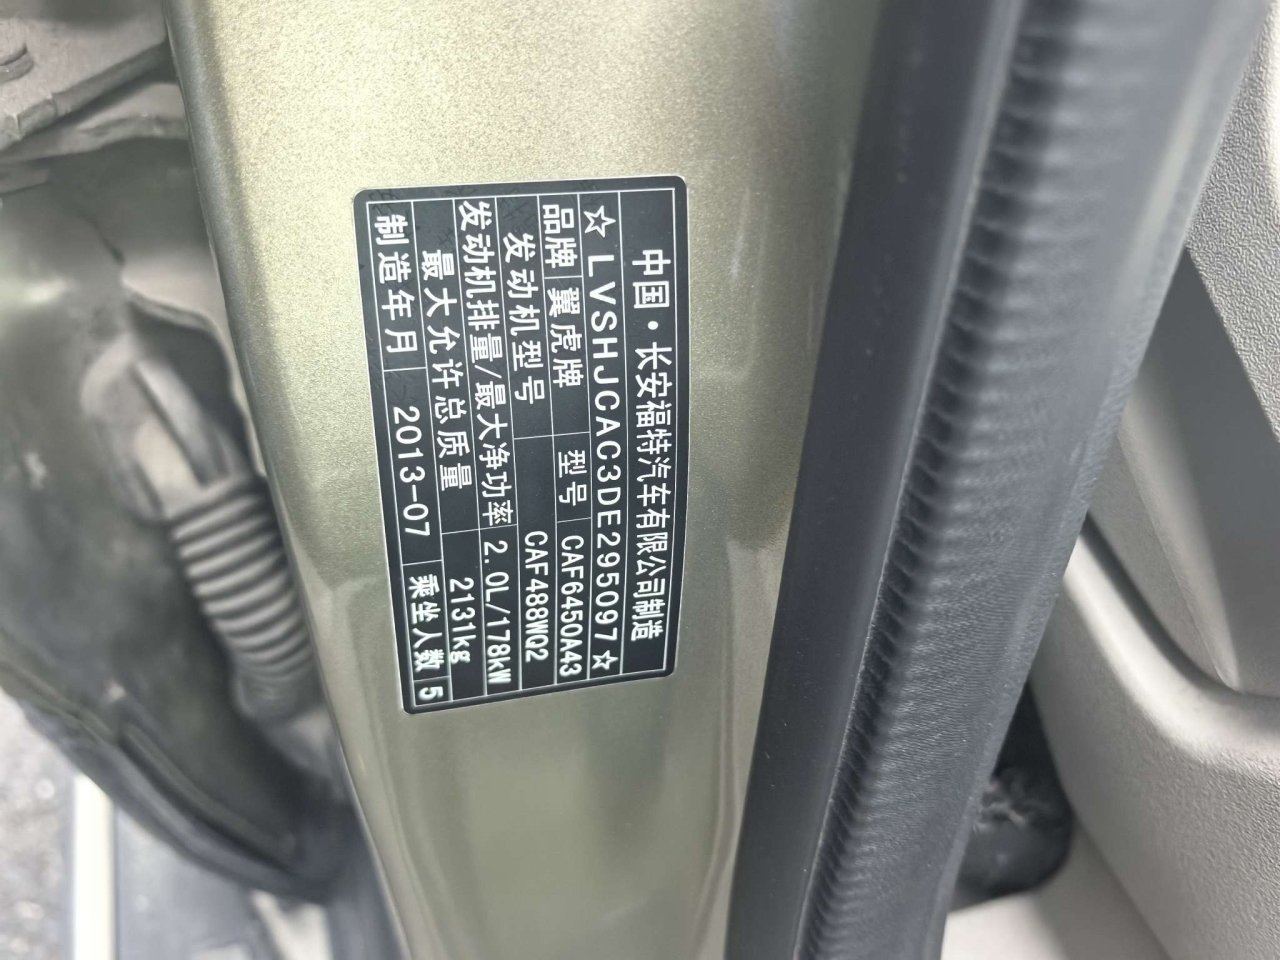 中国·长安福特汽车有限公司制造
☆LVSHJCAC3DE295097☆
品牌 翼虎牌 型号 CAF6450A43
发动机型号 CAF488WQ2
发动机排量/最大净功率 2.0L/178kW
最大允许总质量 2131kg
制造年月 2013-07 乘坐人数 5